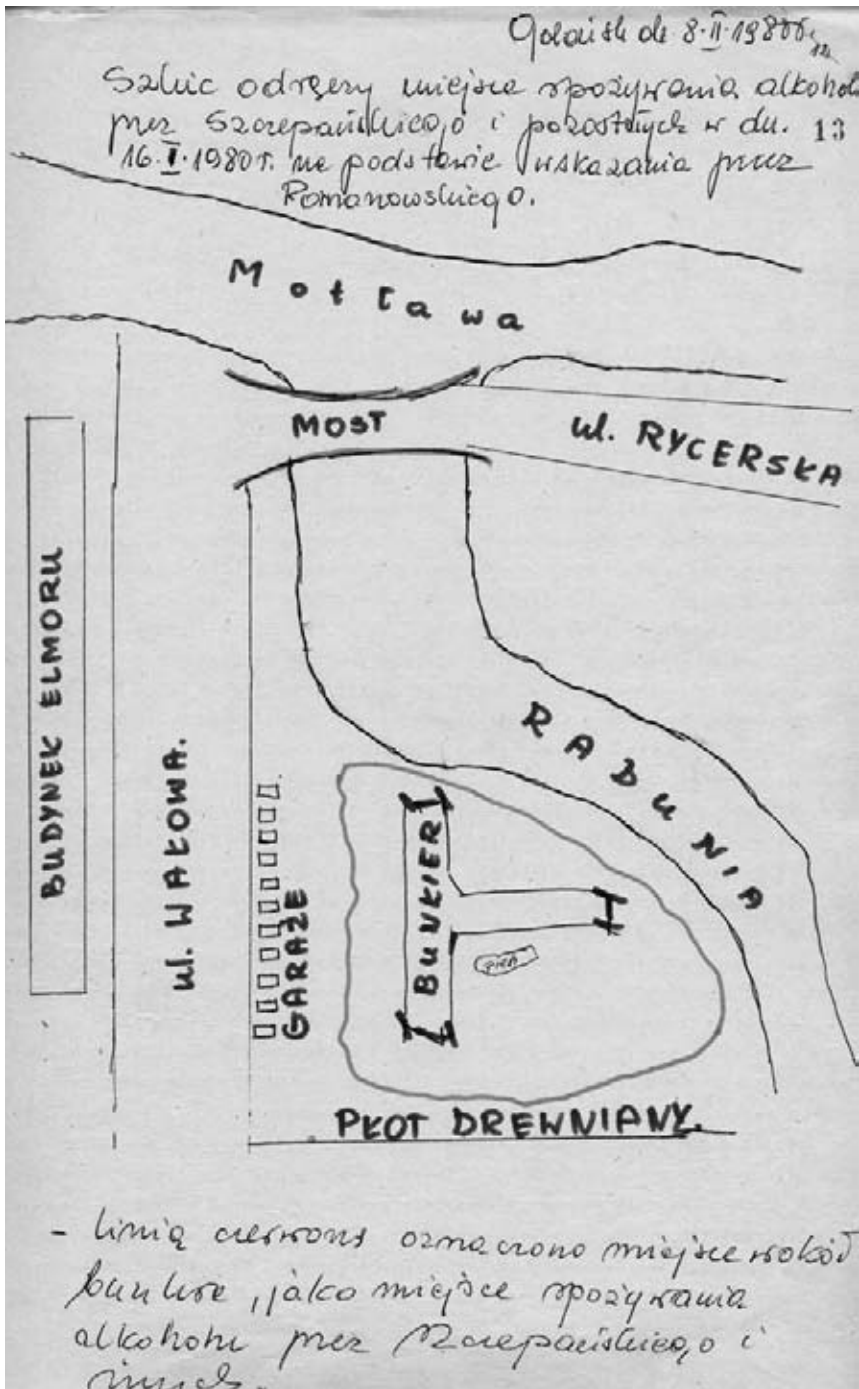 Gdańsk dn. 8.II.1980r.
Szkic odręczny miejsca spożywania alkoholu
przez Szczepańskiego i pozostałych w dn. 13
16.I.1980r. na podstawie wskazania przez
Romanowskiego.
Motława
MOST
ul. RYCERSKA
BUDYNEK ELMORU
ul. WAŁOWA.
RADUNIA
GARAŻE
BUNKIER
PŁOT DREWNIANY.
- linią czerwoną oznaczono miejsce wokół
bunkra, jako miejsce spożywania
alkoholu przez Szczepańskiego i
innych.